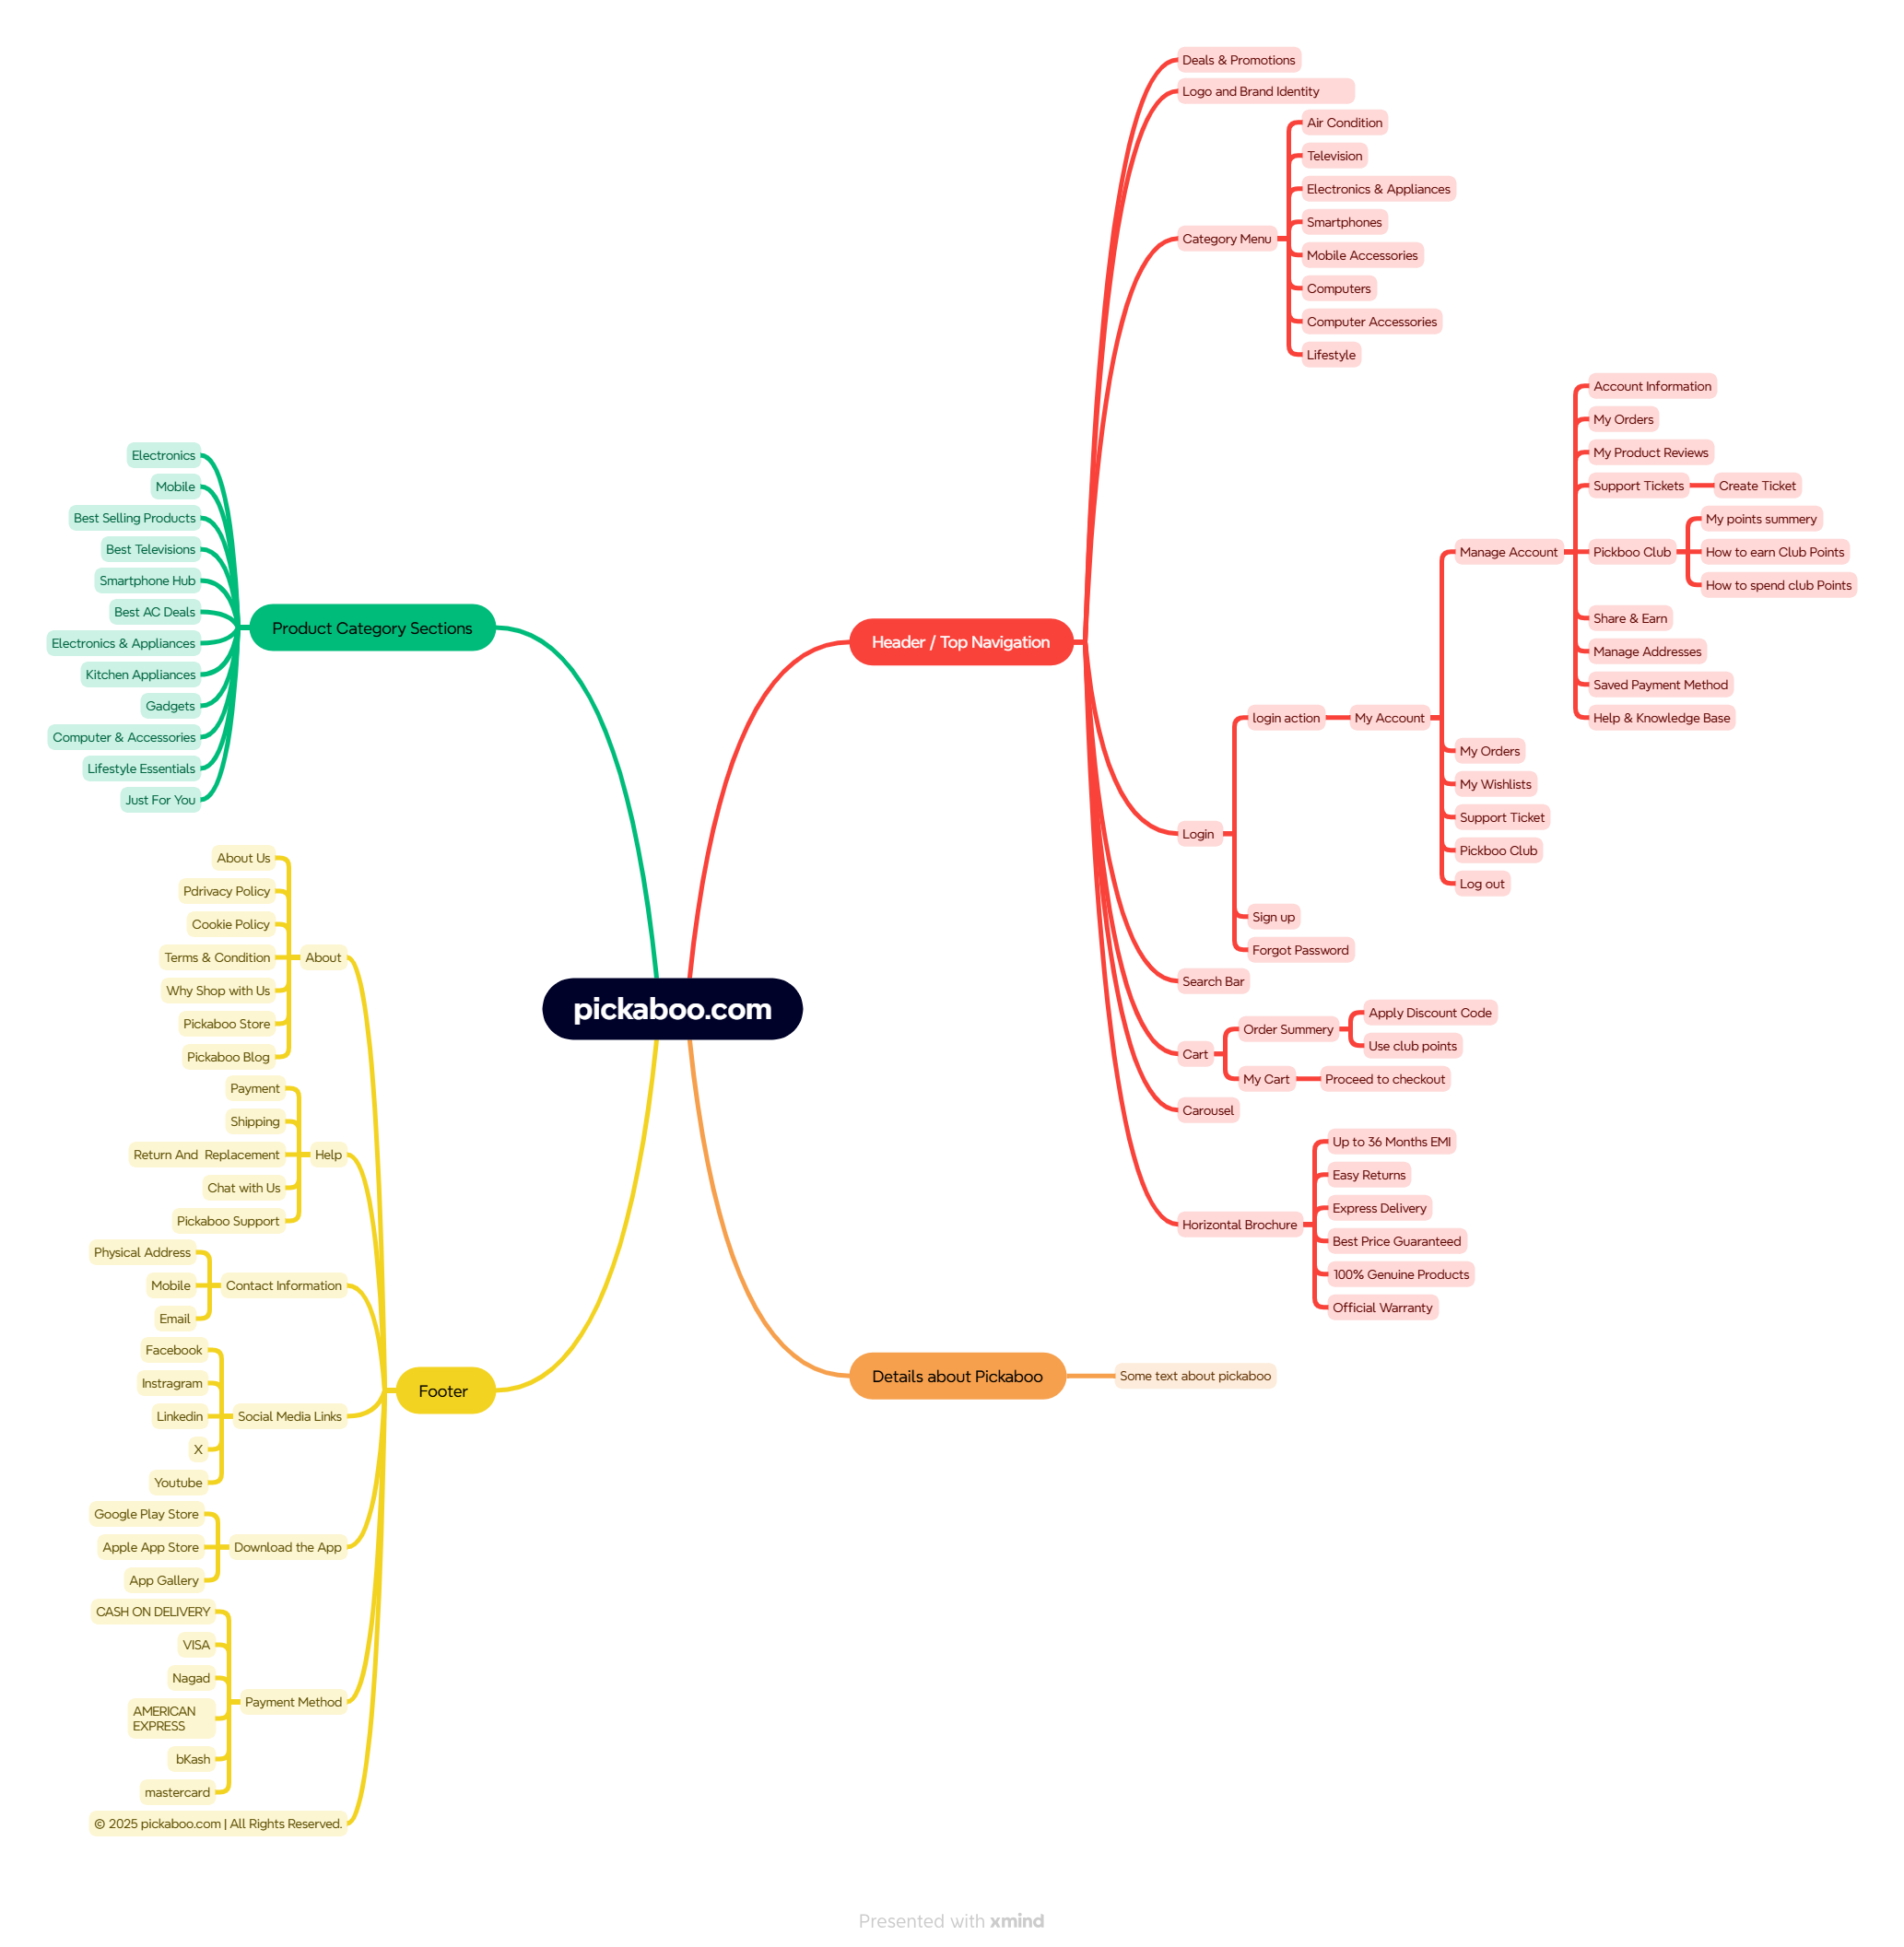 pickaboo.com
Header / Top Navigation
Deals & Promotions
Logo and Brand Identity
Category Menu
Air Condition
Television
Electronics & Appliances
Smartphones
Mobile Accessories
Computers
Computer Accessories
Lifestyle
Login
login action
My Account
Manage Account
Account Information
My Orders
My Product Reviews
Support Tickets
Create Ticket
Pickboo Club
My points summery
How to earn Club Points
How to spend club Points
Share & Earn
Manage Addresses
Saved Payment Method
Help & Knowledge Base
My Orders
My Wishlists
Support Ticket
Pickboo Club
Log out
Sign up
Forgot Password
Search Bar
Cart
Order Summery
Apply Discount Code
Use club points
My Cart
Proceed to checkout
Carousel
Horizontal Brochure
Up to 36 Months EMI
Easy Returns
Express Delivery
Best Price Guaranteed
100% Genuine Products
Official Warranty
Details about Pickaboo
Some text about pickaboo
Product Category Sections
Electronics
Mobile
Best Selling Products
Best Televisions
Smartphone Hub
Best AC Deals
Electronics & Appliances
Kitchen Appliances
Gadgets
Computer & Accessories
Lifestyle Essentials
Just For You
Footer
About
About Us
Pdrivacy Policy
Cookie Policy
Terms & Condition
Why Shop with Us
Pickaboo Store
Pickaboo Blog
Help
Payment
Shipping
Return And  Replacement
Chat with Us
Pickaboo Support
Contact Information
Physical Address
Mobile
Email
Social Media Links
Facebook
Instragram
Linkedin
X
Youtube
Download the App
Google Play Store
Apple App Store
App Gallery
Payment Method
CASH ON DELIVERY
VISA
Nagad
AMERICAN
EXPRESS
bKash
mastercard
© 2025 pickaboo.com | All Rights Reserved.
Presented with xmind